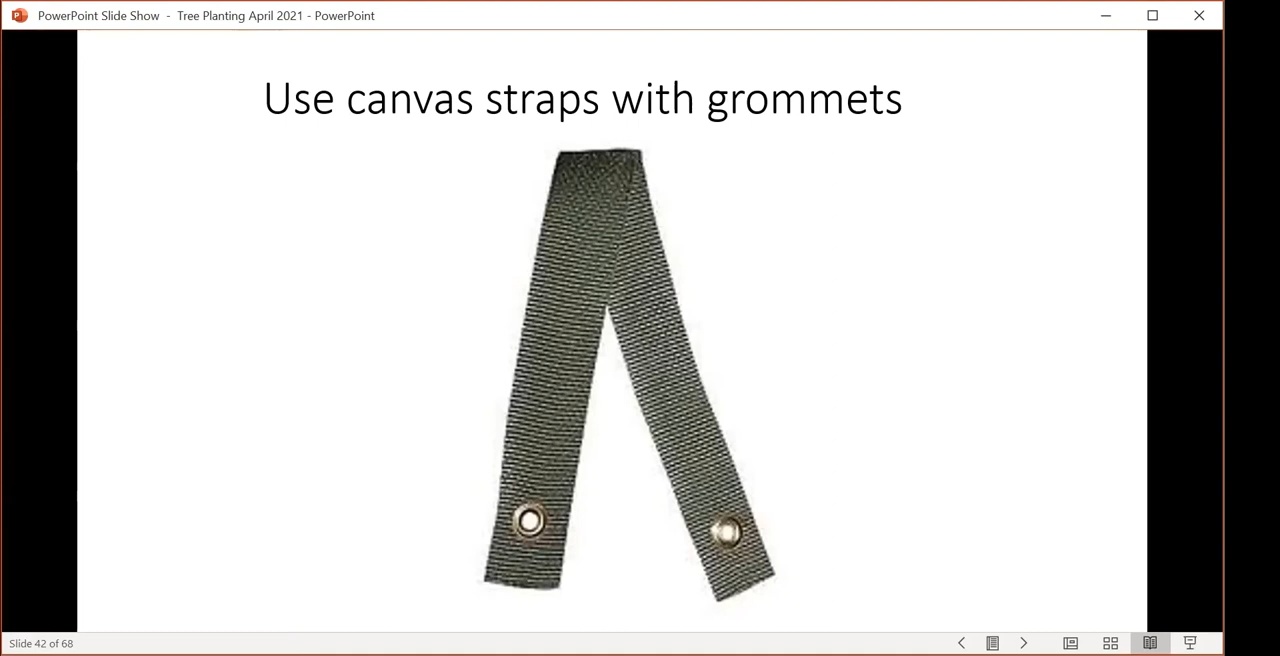 PowerPoint Slide Show - Tree Planting April 2021 - PowerPoint
Use canvas straps with grommets
Slide 42 of 68